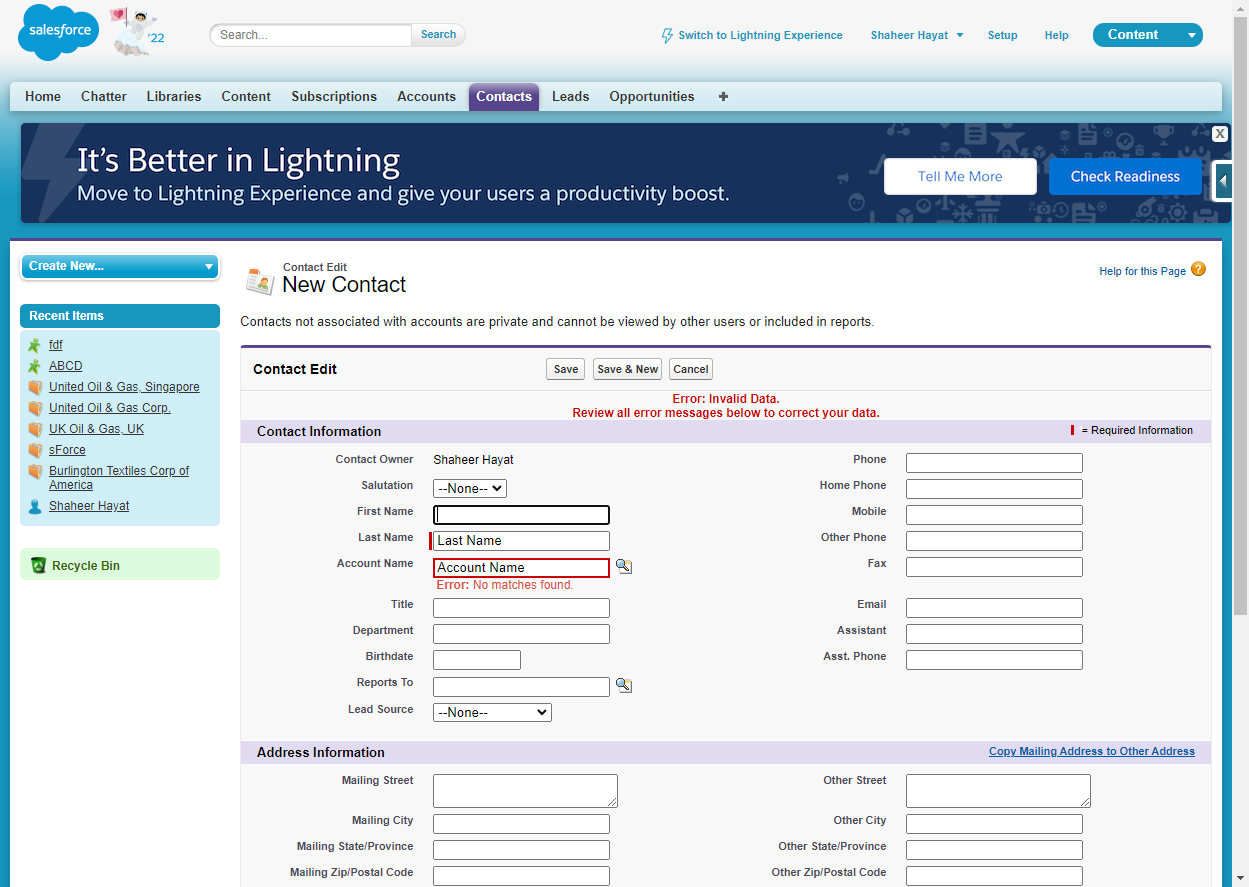 salesforce
'22
Search...
Search
Switch to Lightning Experience
Shaheer Hayat
Setup
Help
Content
Home
Chatter
Libraries
Content
Subscriptions
Accounts
Contacts
Leads
Opportunities
+
It's Better in Lightning
Move to Lightning Experience and give your users a productivity boost.
Tell Me More
Check Readiness
X
Create New...
Recent Items
fdf
ABCD
United Oil & Gas, Singapore
United Oil & Gas Corp.
UK Oil & Gas, UK
sForce
Burlington Textiles Corp of
America
Shaheer Hayat
Recycle Bin
Contact Edit
New Contact
Help for this Page
?
Contacts not associated with accounts are private and cannot be viewed by other users or included in reports.
Contact Edit
Save
Save & New
Cancel
Error: Invalid Data.
Review all error messages below to correct your data.
Contact Information
= Required Information
Contact Owner
Shaheer Hayat
Phone
Salutation
--None--
Home Phone
First Name
Mobile
Last Name
Last Name
Other Phone
Account Name
Account Name
Error: No matches found.
Fax
Title
Email
Department
Assistant
Birthdate
Asst. Phone
Reports To
Lead Source
--None--
Address Information
Copy Mailing Address to Other Address
Mailing Street
Other Street
Mailing City
Other City
Mailing State/Province
Other State/Province
Mailing Zip/Postal Code
Other Zip/Postal Code